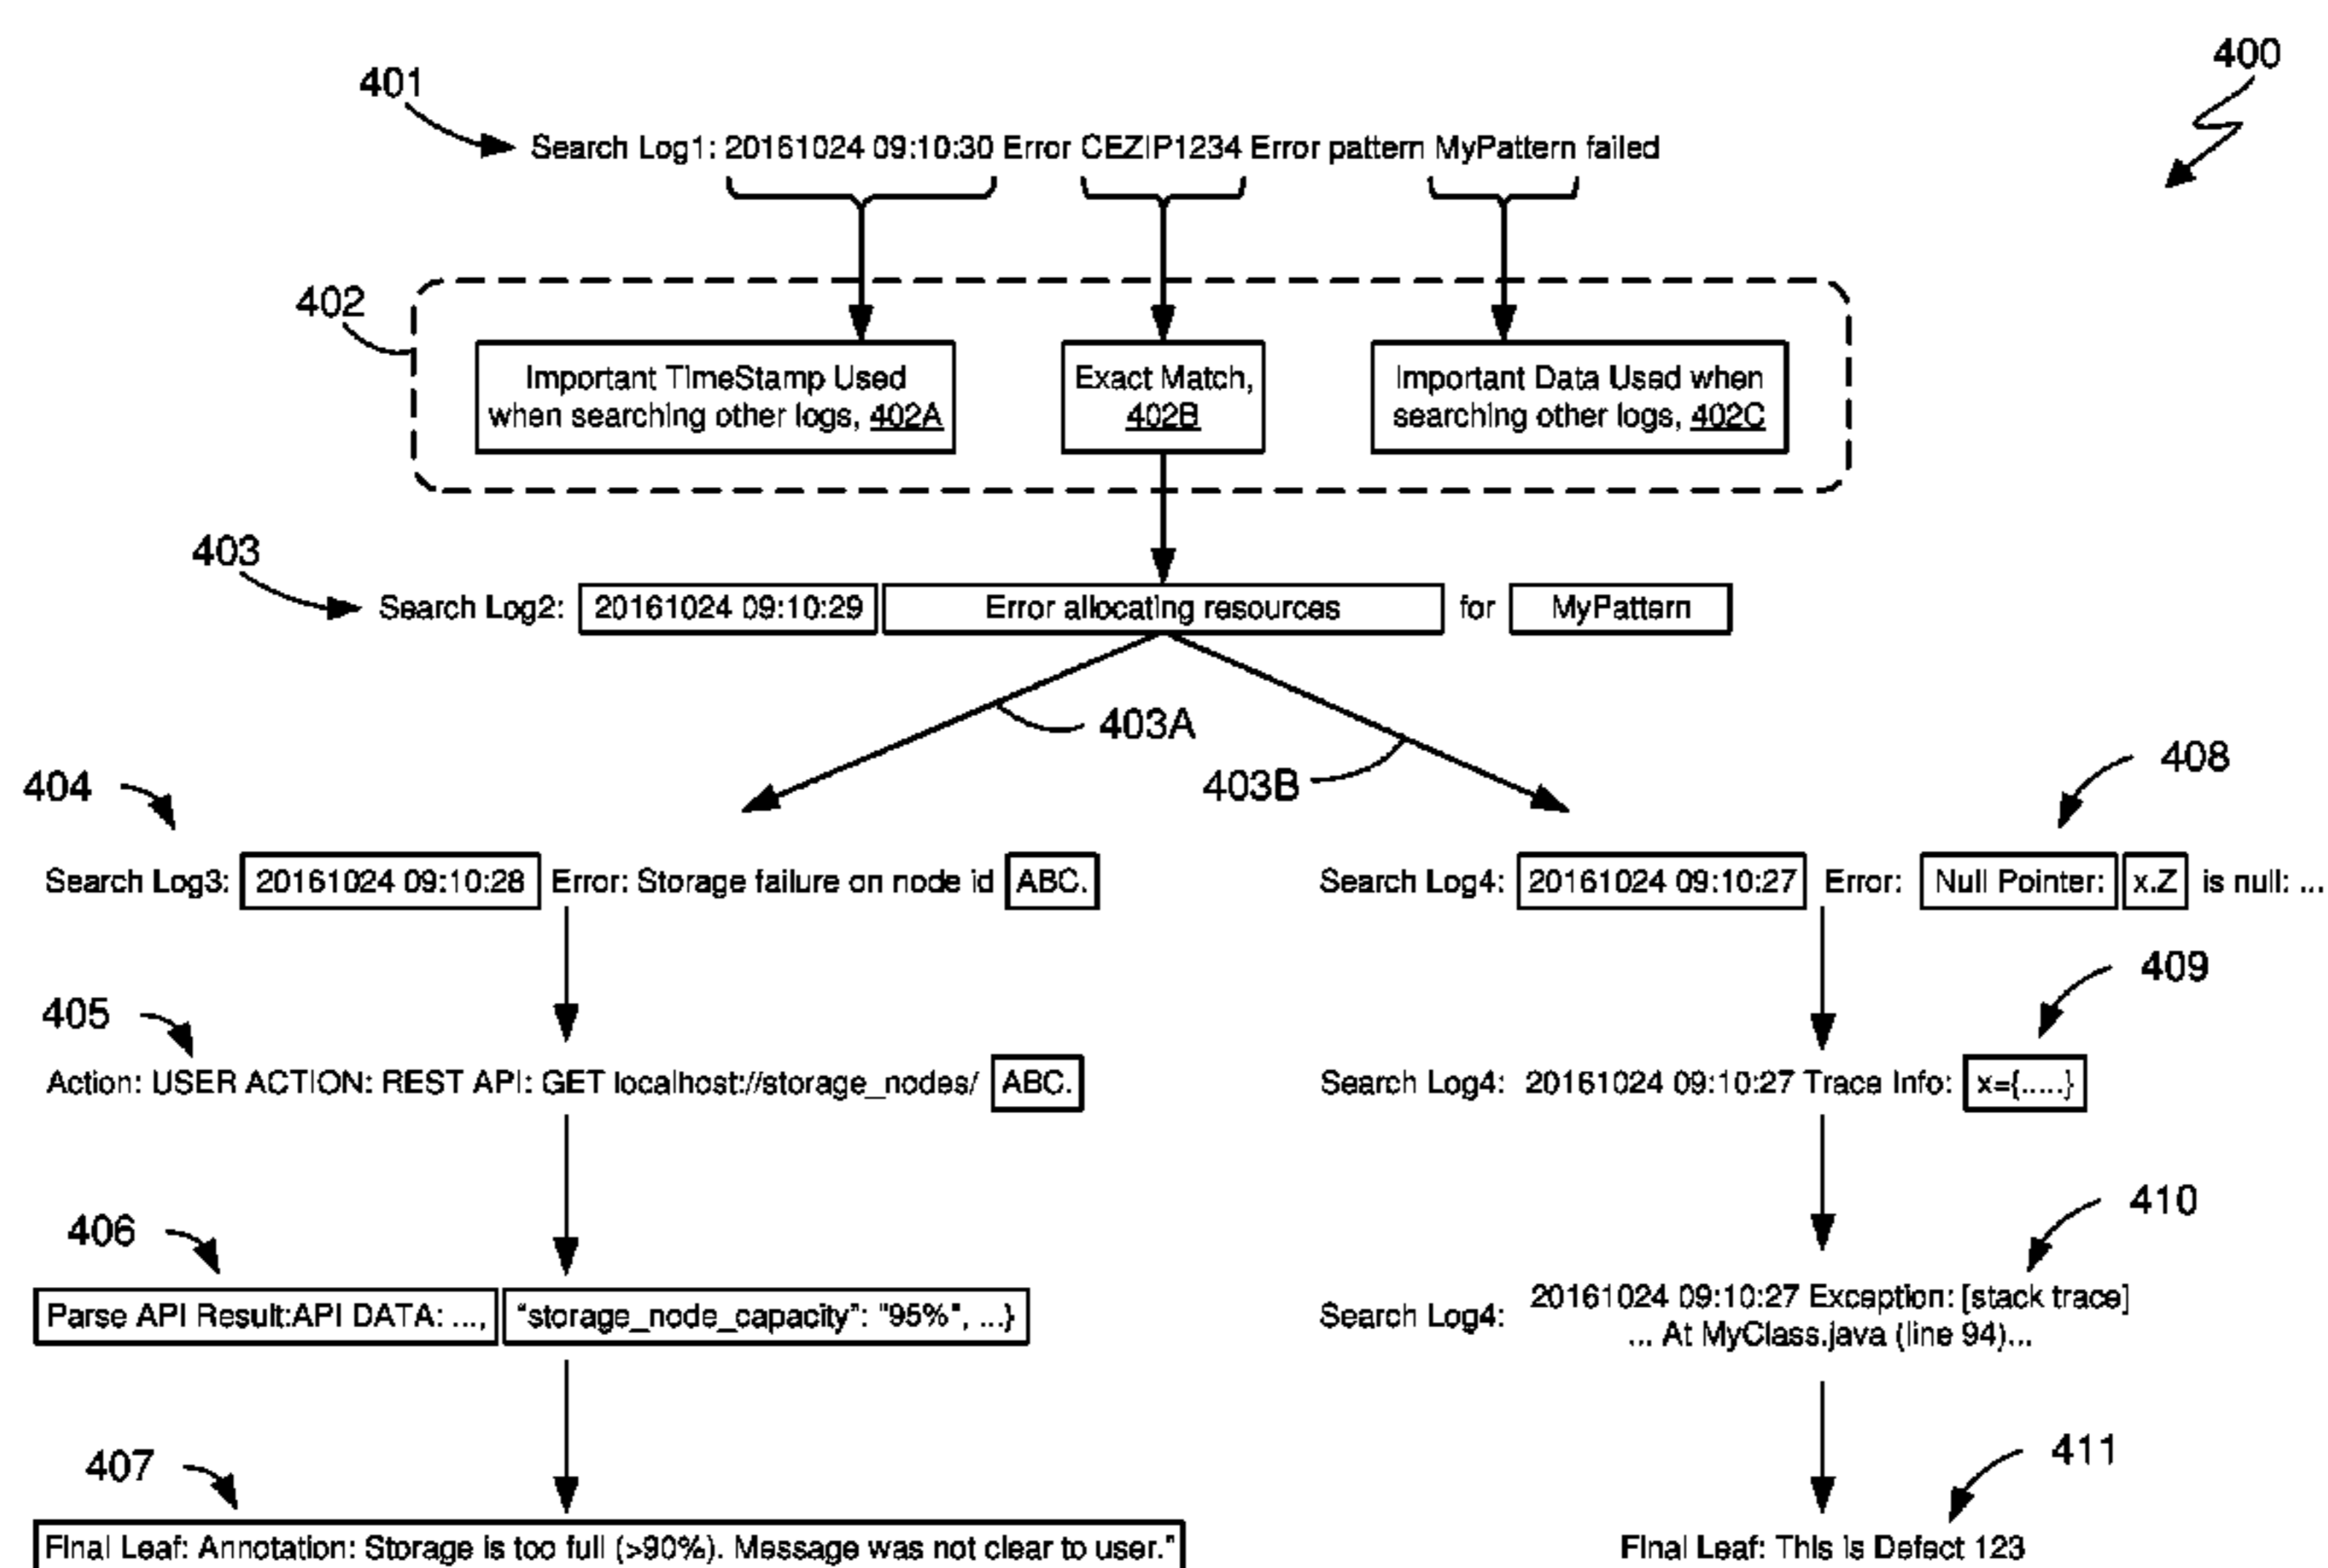 400
401
Search Log1: 20161024 09:10:30 Error CEZIP1234 Error pattern MyPattern failed
402
Important TimeStamp Used
when searching other logs, 402A
Exact Match,
402B
Important Data Used when
searching other logs, 402C
403
Search Log2: 20161024 09:10:29 Error allocating resources for MyPattern
403A
403B
404
Search Log3: 20161024 09:10:28 Error: Storage failure on node id ABC.
405
Action: USER ACTION: REST API: GET localhost://storage_nodes/ ABC.
406
Parse API Result:API DATA: ..., "storage_node_capacity": "95%", ...}
407
Final Leaf: Annotation: Storage is too full (>90%). Message was not clear to user."
408
Search Log4: 20161024 09:10:27 Error: Null Pointer: x.Z is null: ...
409
Search Log4: 20161024 09:10:27 Trace Info: x={.....}
410
Search Log4: 20161024 09:10:27 Exception: [stack trace]
... At MyClass.java (line 94)...
411
Final Leaf: This is Defect 123